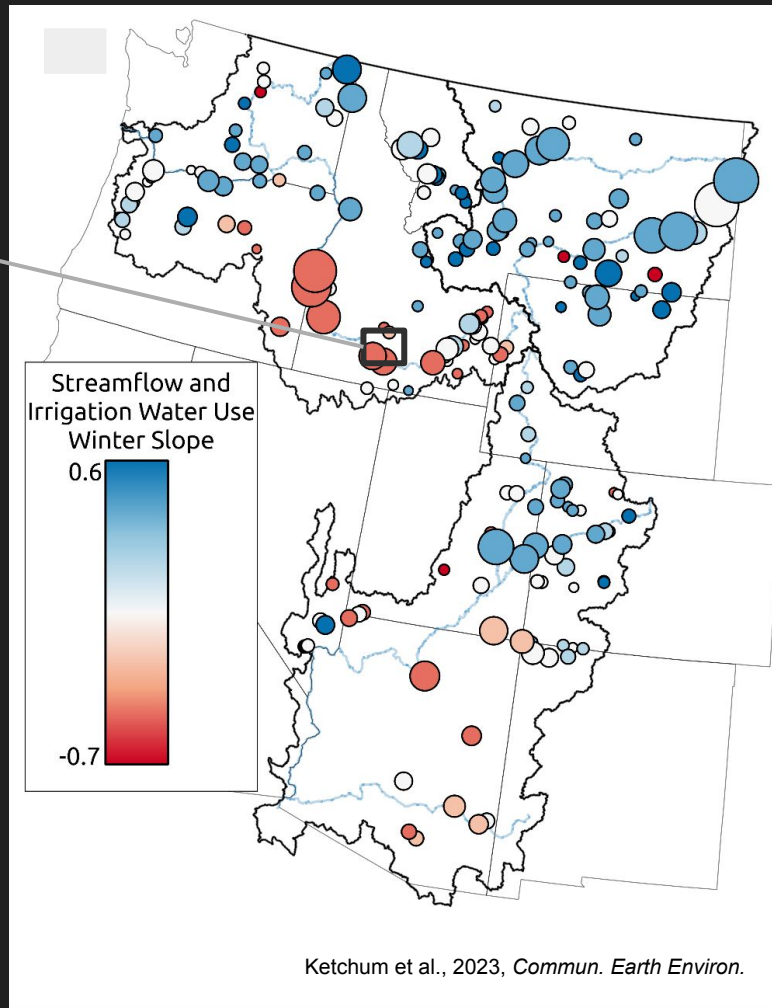 Streamflow and
Irrigation Water Use
Winter Slope
0.6
-0.7
Ketchum et al., 2023, Commun. Earth Environ.